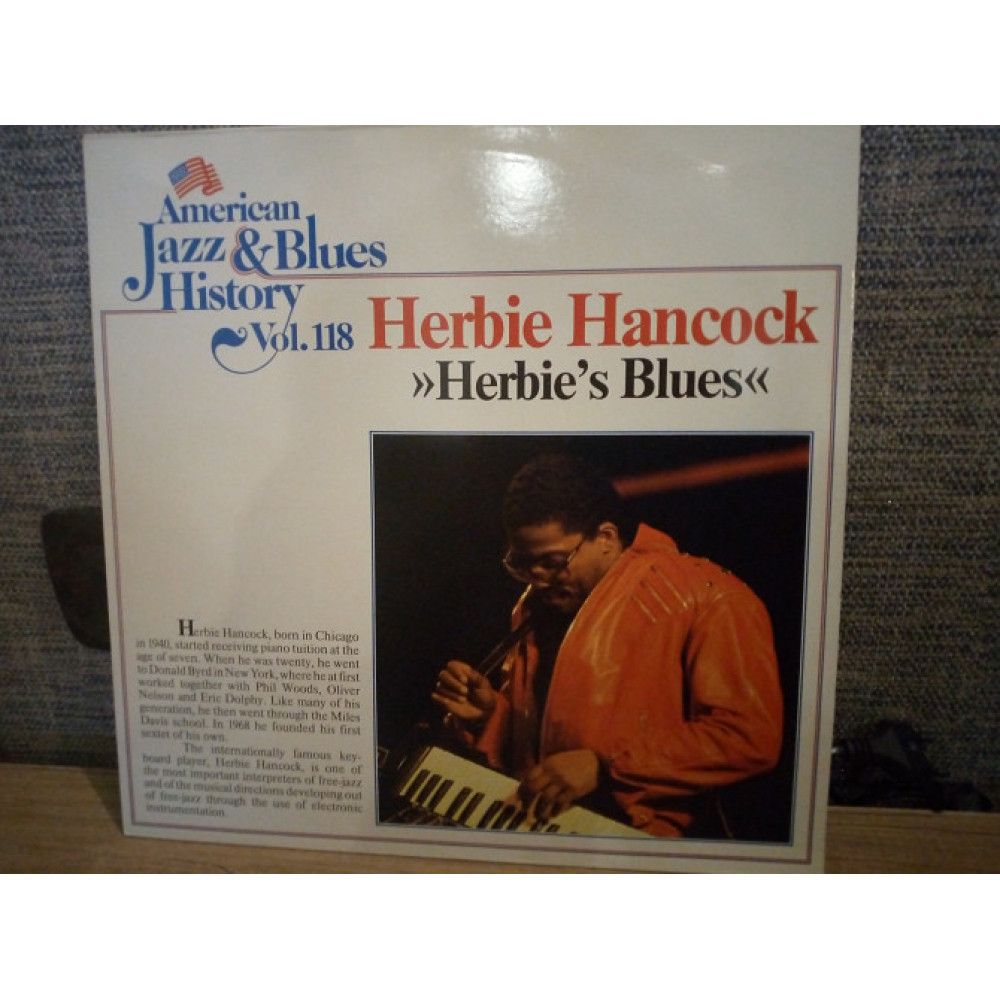 American
Jazz & Blues
History
Vol. 118
Herbie Hancock
»Herbie's Blues«
Herbie Hancock, born in Chicago
in 1940, started receiving piano tuition at the
age of seven. When he was twenty, he went
to Donald Byrd in New York, where he at first
worked together with Phil Woods, Oliver
Nelson and Eric Dolphy. Like many of his
generation, he then went through the Miles
Davis school. In 1968 he founded his first
sextet of his own.
The internationally famous key-
board player, Herbie Hancock, is one of
the most important interpreters of free-jazz
and of the musical directions developing out
of free-jazz through the use of electronic
instrumentation.